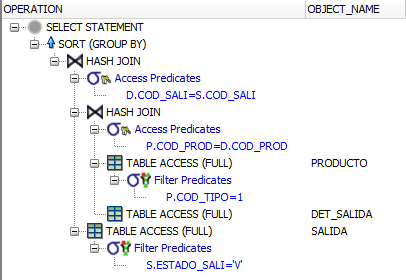 OPERATION OBJECT_NAME
SELECT STATEMENT
SORT (GROUP BY)
HASH JOIN
Access Predicates
D.COD_SALI=S.COD_SALI
HASH JOIN
Access Predicates
P.COD_PROD=D.COD_PROD
TABLE ACCESS (FULL) PRODUCTO
Filter Predicates
P.COD_TIPO=1
TABLE ACCESS (FULL) DET_SALIDA
TABLE ACCESS (FULL) SALIDA
Filter Predicates
S.ESTADO_SALI='V'